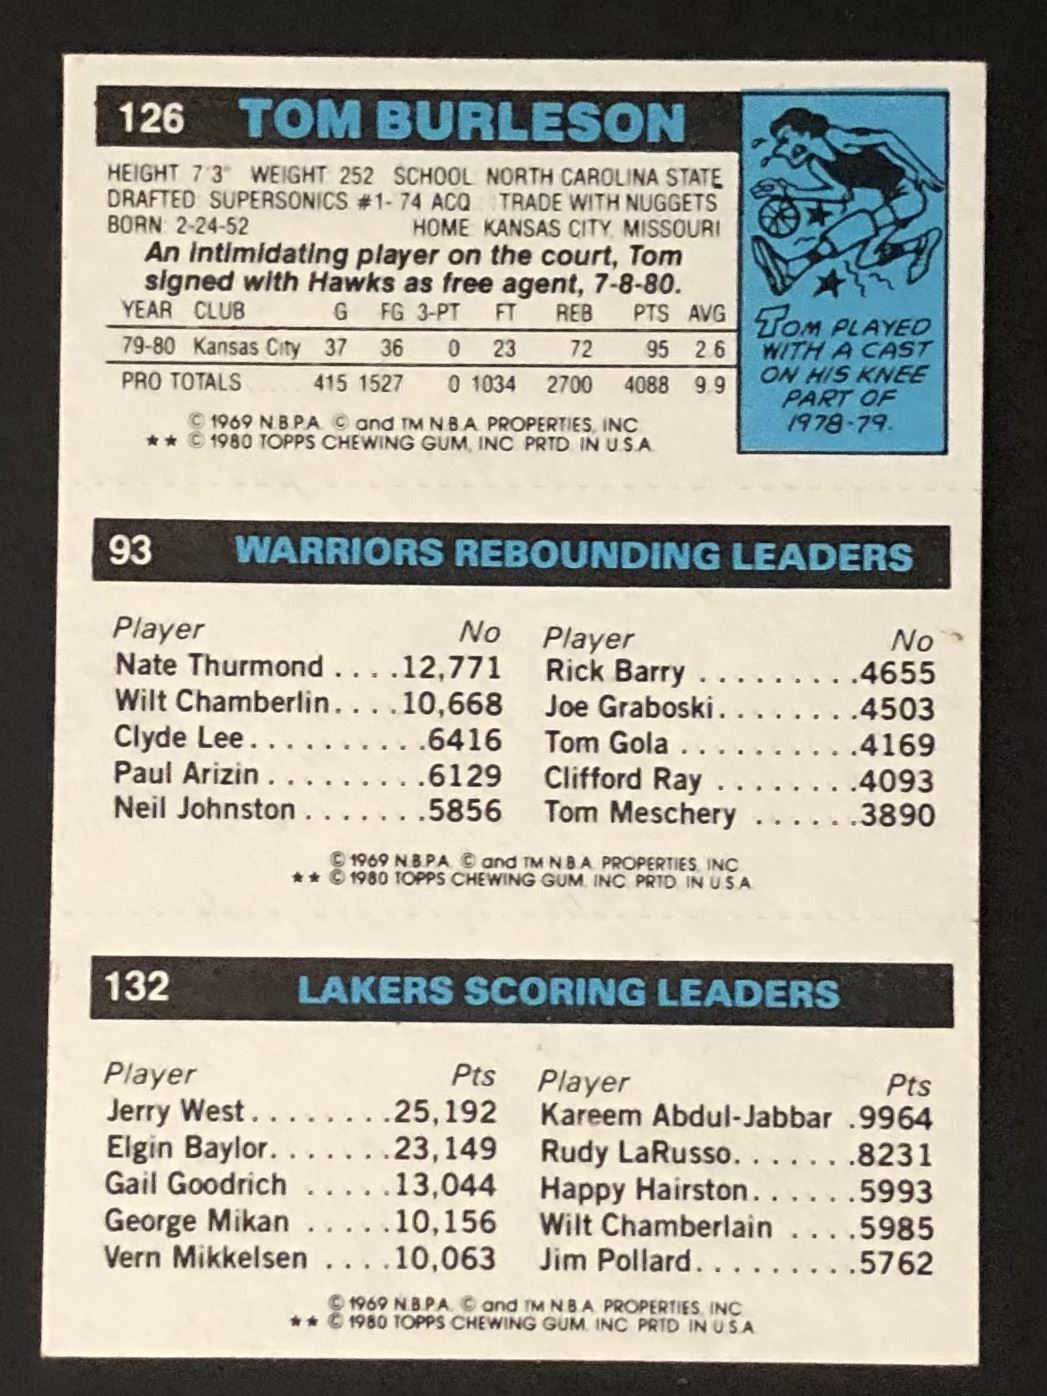 126 TOM BURLESON
HEIGHT 7'3" WEIGHT 252 SCHOOL NORTH CAROLINA STATE
DRAFTED SUPERSONICS #1-74 ACQ TRADE WITH NUGGETS
BORN 2-24-52 HOME KANSAS CITY, MISSOURI
An intimidating player on the court, Tom
signed with Hawks as free agent, 7-8-80.
YEAR CLUB G FG 3-PT FT REB PTS AVG
79-80 Kansas City 37 36 0 23 72 95 2.6
PRO TOTALS 415 1527 0 1034 2700 4088 9.9
© 1969 N.B.P.A. © and TM N.B.A. PROPERTIES, INC.
★★ © 1980 TOPPS CHEWING GUM, INC. PRTD. IN U.S.A.
TOM PLAYED
WITH A CAST
ON HIS KNEE
PART OF
1978-79.
93 WARRIORS REBOUNDING LEADERS
Player No Player No
Nate Thurmond ....12,771 Rick Barry .........4655
Wilt Chamberlin....10,668 Joe Graboski........4503
Clyde Lee..........6416 Tom Gola ..........4169
Paul Arizin.........6129 Clifford Ray ........4093
Neil Johnston.......5856 Tom Meschery ......3890
© 1969 N.B.P.A. © and TM N.B.A. PROPERTIES, INC.
★★ © 1980 TOPPS CHEWING GUM, INC. PRTD. IN U.S.A.
132 LAKERS SCORING LEADERS
Player Pts Player Pts
Jerry West........25,192 Kareem Abdul-Jabbar .9964
Elgin Baylor.......23,149 Rudy LaRusso.......8231
Gail Goodrich .....13,044 Happy Hairston......5993
George Mikan .....10,156 Wilt Chamberlain ....5985
Vern Mikkelsen ....10,063 Jim Pollard.........5762
© 1969 N.B.P.A. © and TM N.B.A. PROPERTIES, INC.
★★ © 1980 TOPPS CHEWING GUM, INC. PRTD. IN U.S.A.